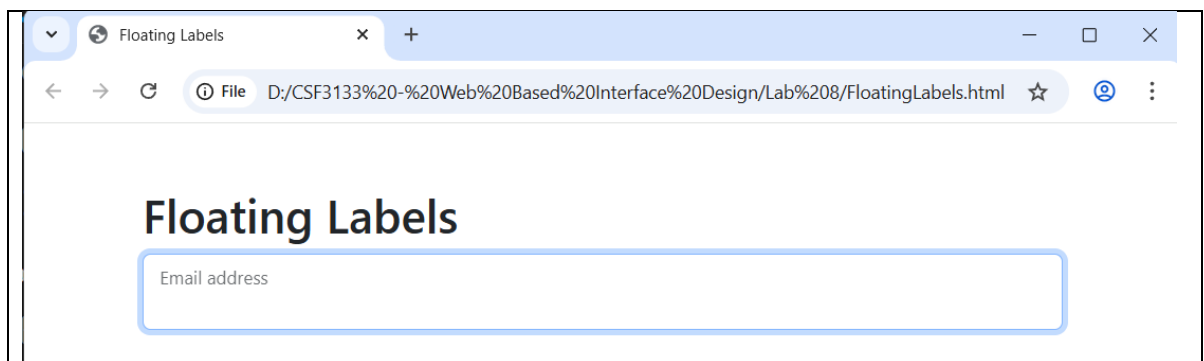 Floating Labels
File D:/CSF3133%20-%20Web%20Based%20Interface%20Design/Lab%208/FloatingLabels.html
Floating Labels
Email address